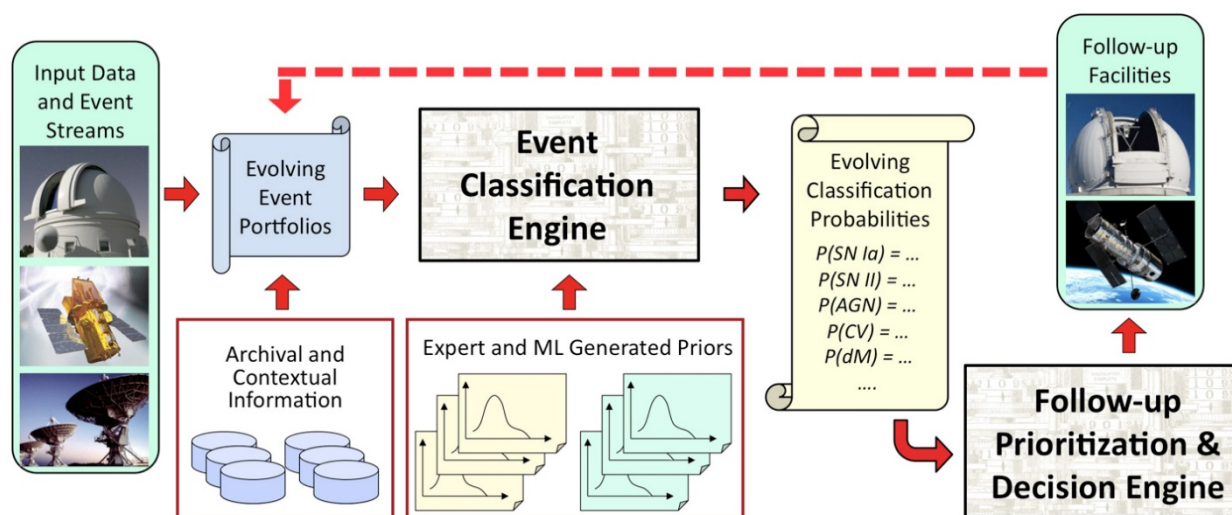 Input Data
and Event
Streams
Evolving
Event
Portfolios
Archival and
Contextual
Information
Event
Classification
Engine
Expert and ML Generated Priors
Evolving
Classification
Probabilities
P(SN Ia) = ...
P(SN II) = ...
P(AGN) = ...
P(CV) = ...
P(dM) = ...
....
Follow-up
Facilities
Follow-up
Prioritization &
Decision Engine